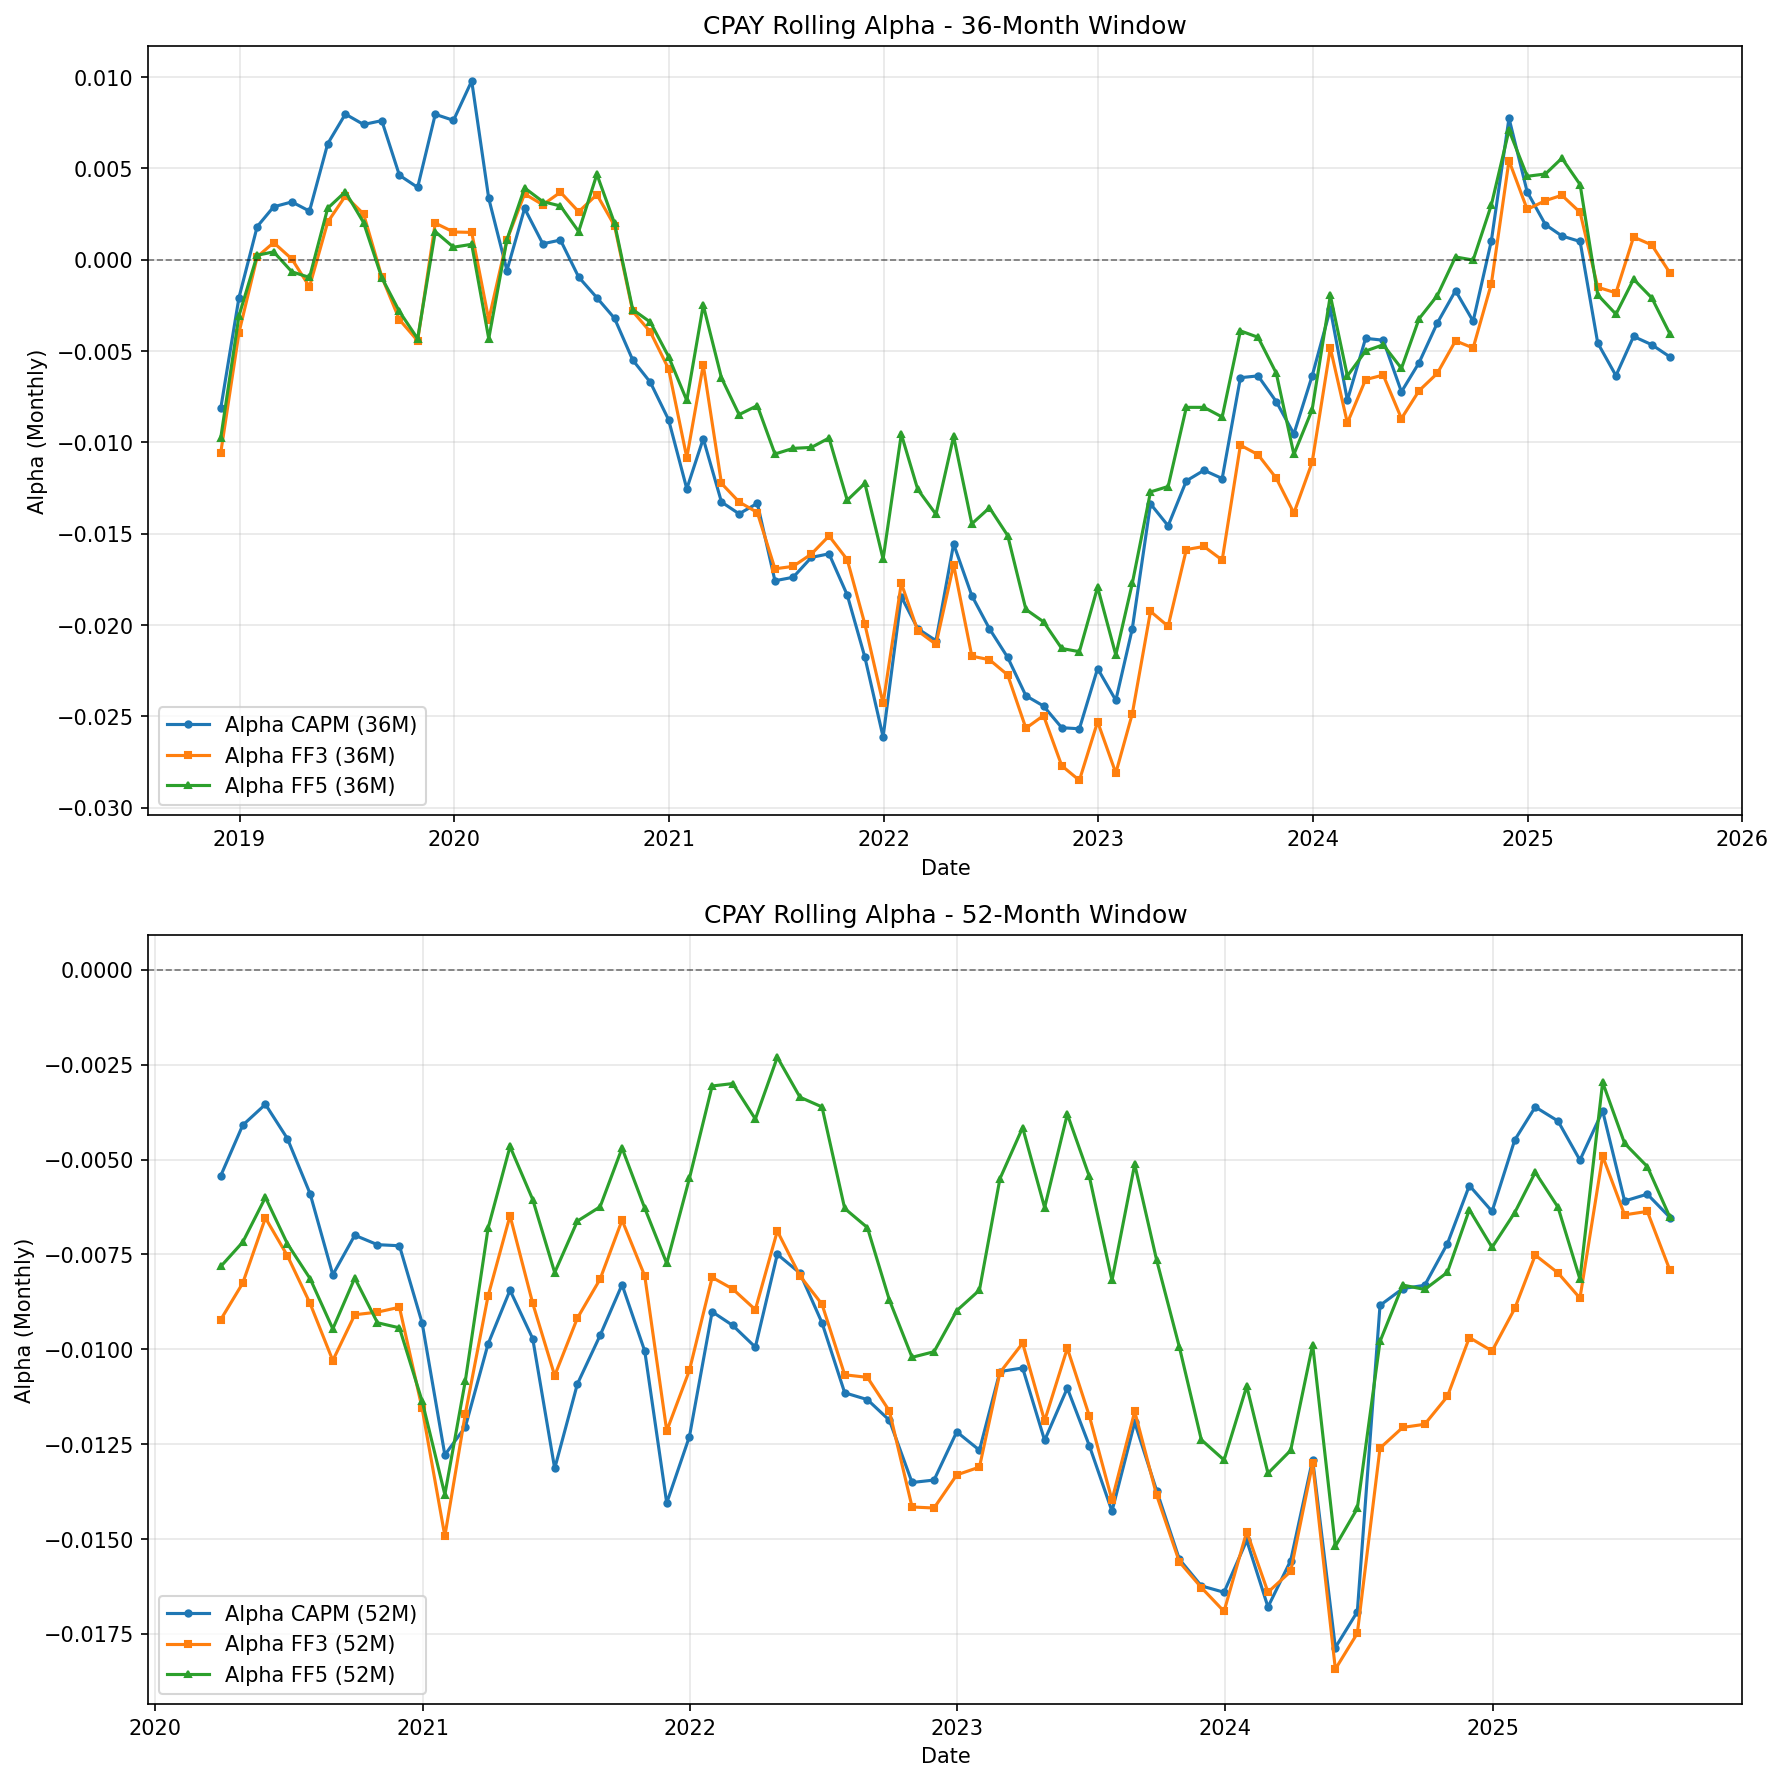 CPAY Rolling Alpha - 36-Month Window
0.010
0.005
0.000
−0.005
−0.010
−0.015
−0.020
−0.025
−0.030
Alpha (Monthly)
Alpha CAPM (36M)
Alpha FF3 (36M)
Alpha FF5 (36M)
2019 2020 2021 2022 2023 2024 2025 2026
Date
CPAY Rolling Alpha - 52-Month Window
0.0000
−0.0025
−0.0050
−0.0075
−0.0100
−0.0125
−0.0150
−0.0175
Alpha (Monthly)
Alpha CAPM (52M)
Alpha FF3 (52M)
Alpha FF5 (52M)
2020 2021 2022 2023 2024 2025
Date